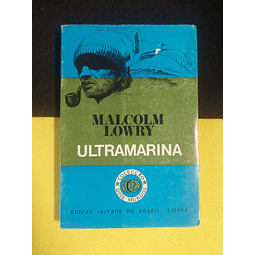 MALCOLM
LOWRY
ULTRAMARINA
COLECÇÃO
DOIS MUNDOS
EDIÇÃO «LIVROS DO BRASIL» LISBOA